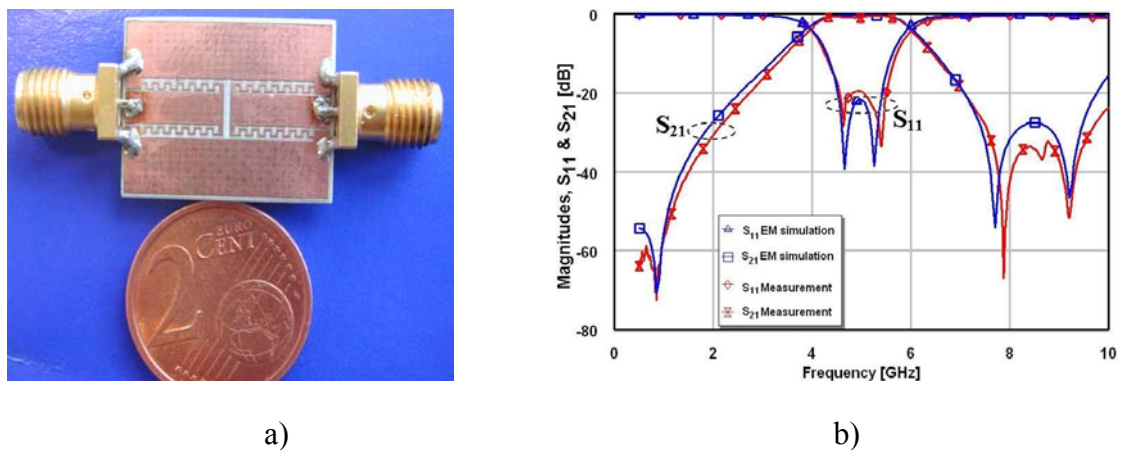 2
EURO
CENT
Magnitudes, S11 & S21 [dB]
0
-20
-40
-60
-80
S21
S11
S11 EM simulation
S21 EM simulation
S11 Measurement
S21 Measurement
0 2 4 6 8 10
Frequency [GHz]
a) b)